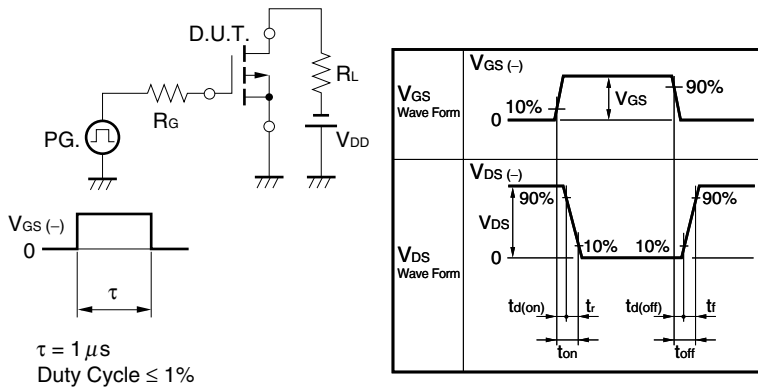 D.U.T.
RL
RG
PG.
VDD
VGS (−)
0
τ
τ = 1 μs
Duty Cycle ≤ 1%
VGS
Wave Form
VGS (−)
10%
VGS
90%
0
VDS
Wave Form
VDS (−)
90%
90%
VDS
10%
10%
0
td(on)
tr
td(off)
tf
ton
toff